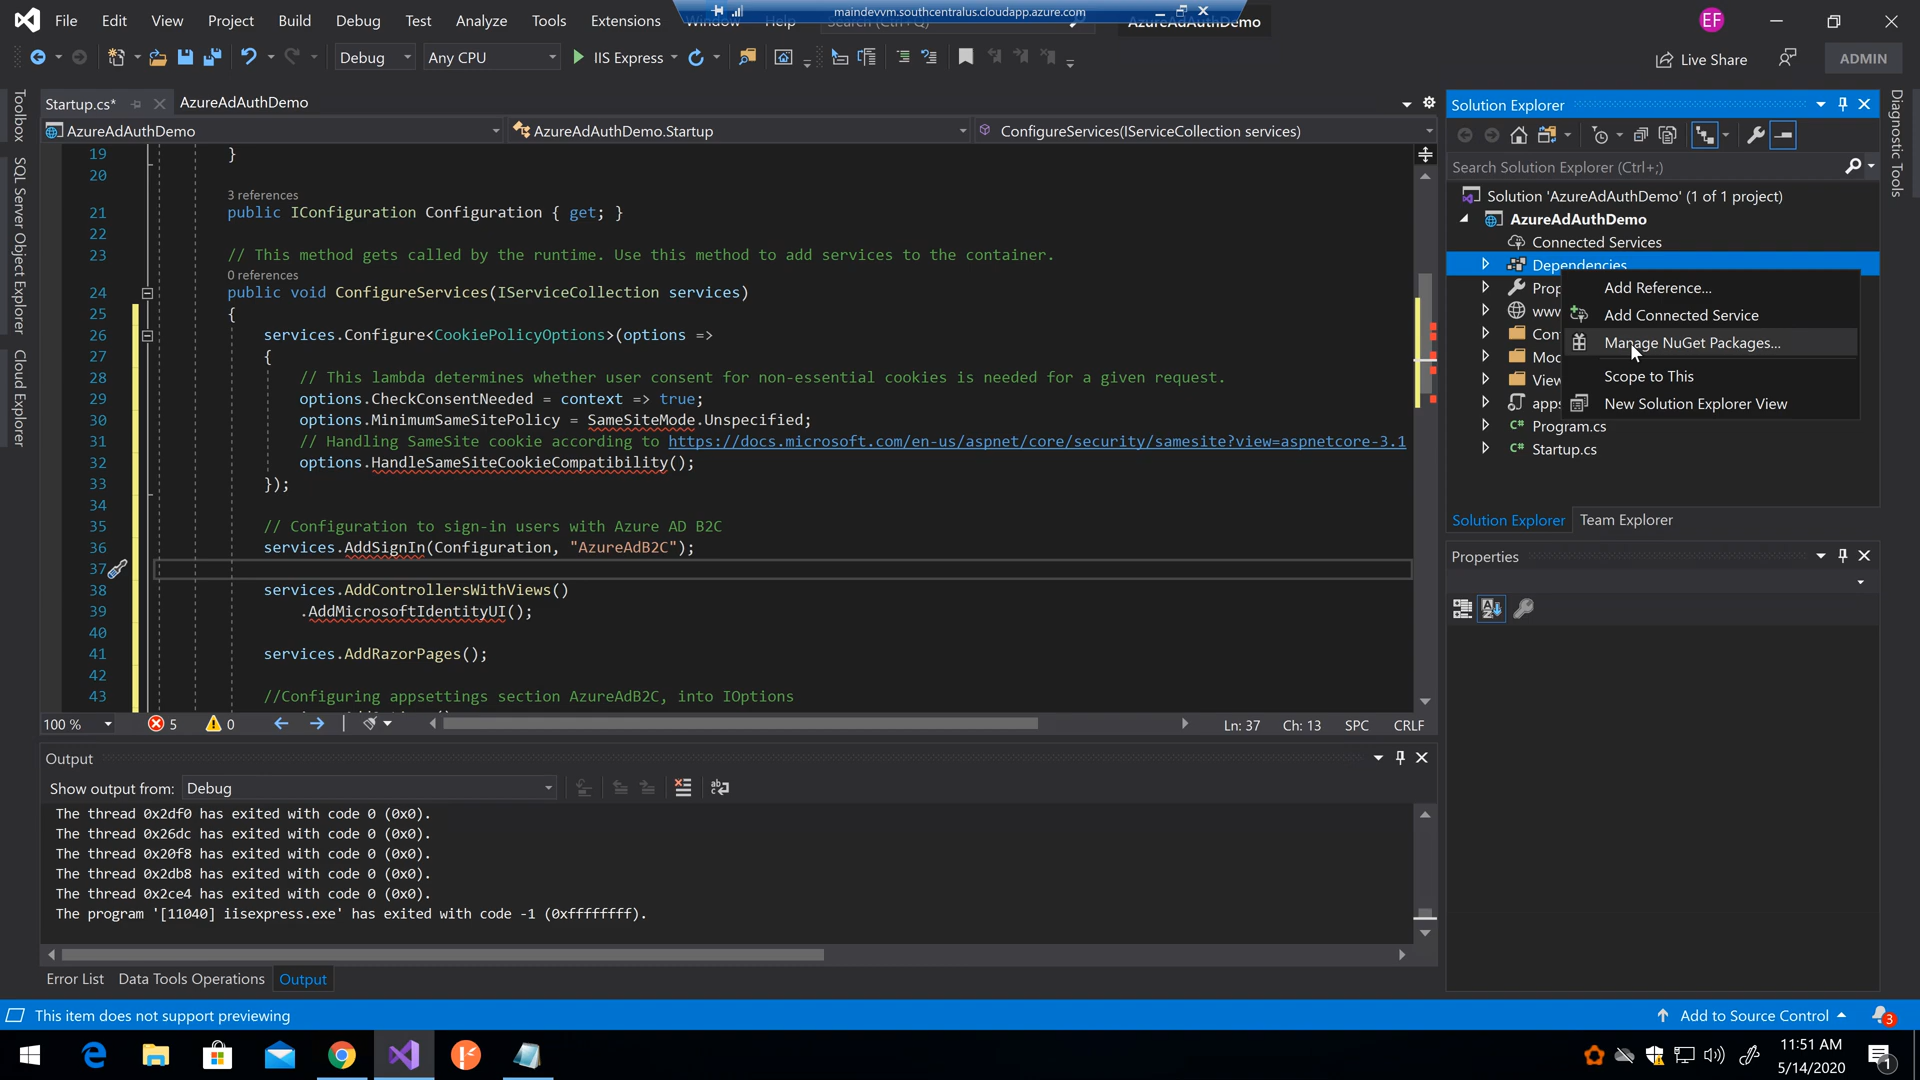 maindevvm.southcentralus.cloudapp.azure.com
File Edit View Project Build Debug Test Analyze Tools Extensions Window Help Search (Ctrl+Q) AzureAdAuthDemo EF
Debug Any CPU IIS Express Live Share ADMIN
Toolbox
SQL Server Object Explorer
Cloud Explorer
Startup.cs* AzureAdAuthDemo
AzureAdAuthDemo AzureAdAuthDemo.Startup ConfigureServices(IServiceCollection services)
19 }
20
3 references
21 public IConfiguration Configuration { get; }
22
23 // This method gets called by the runtime. Use this method to add services to the container.
0 references
24 public void ConfigureServices(IServiceCollection services)
25 {
26 services.Configure<CookiePolicyOptions>(options =>
27 {
28 // This lambda determines whether user consent for non-essential cookies is needed for a given request.
29 options.CheckConsentNeeded = context => true;
30 options.MinimumSameSitePolicy = SameSiteMode.Unspecified;
31 // Handling SameSite cookie according to https://docs.microsoft.com/en-us/aspnet/core/security/samesite?view=aspnetcore-3.1
32 options.HandleSameSiteCookieCompatibility();
33 });
34
35 // Configuration to sign-in users with Azure AD B2C
36 services.AddSignIn(Configuration, "AzureAdB2C");
37
38 services.AddControllersWithViews()
39 .AddMicrosoftIdentityUI();
40
41 services.AddRazorPages();
42
43 //Configuring appsettings section AzureAdB2C, into IOptions
100 % 5 0 Ln: 37 Ch: 13 SPC CRLF
Output
Show output from: Debug
The thread 0x2df0 has exited with code 0 (0x0).
The thread 0x26dc has exited with code 0 (0x0).
The thread 0x20f8 has exited with code 0 (0x0).
The thread 0x2db8 has exited with code 0 (0x0).
The thread 0x2ce4 has exited with code 0 (0x0).
The program '[11040] iisexpress.exe' has exited with code -1 (0xffffffff).
Error List Data Tools Operations Output
Solution Explorer
Search Solution Explorer (Ctrl+;)
Solution 'AzureAdAuthDemo' (1 of 1 project)
AzureAdAuthDemo
Connected Services
Dependencies
Prop
www
Con
Mod
View
apps
Program.cs
Startup.cs
Add Reference...
Add Connected Service
Manage NuGet Packages...
Scope to This
New Solution Explorer View
Solution Explorer Team Explorer
Properties
Diagnostic Tools
This item does not support previewing Add to Source Control 3
11:51 AM
5/14/2020
1